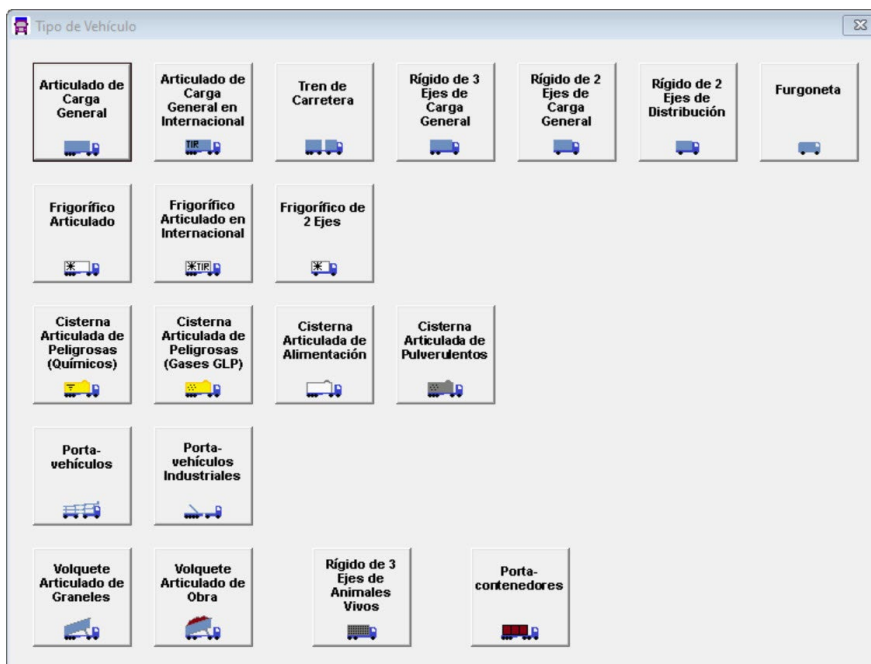 Tipo de Vehículo
Articulado de
Carga
General
Articulado de
Carga
General en
Internacional
TIR
Tren de
Carretera
Rígido de 3
Ejes de
Carga
General
Rígido de 2
Ejes de
Carga
General
Rígido de 2
Ejes de
Distribución
Furgoneta
Frigorífico
Articulado
Frigorífico
Articulado en
Internacional
TIR
Frigorífico de
2 Ejes
Cisterna
Articulada de
Peligrosas
(Químicos)
Cisterna
Articulada de
Peligrosas
(Gases GLP)
Cisterna
Articulada de
Alimentación
Cisterna
Articulada de
Pulverulentos
Porta-
vehículos
Porta-
vehículos
Industriales
Volquete
Articulado de
Graneles
Volquete
Articulado de
Obra
Rígido de 3
Ejes de
Animales
Vivos
Porta-
contenedores